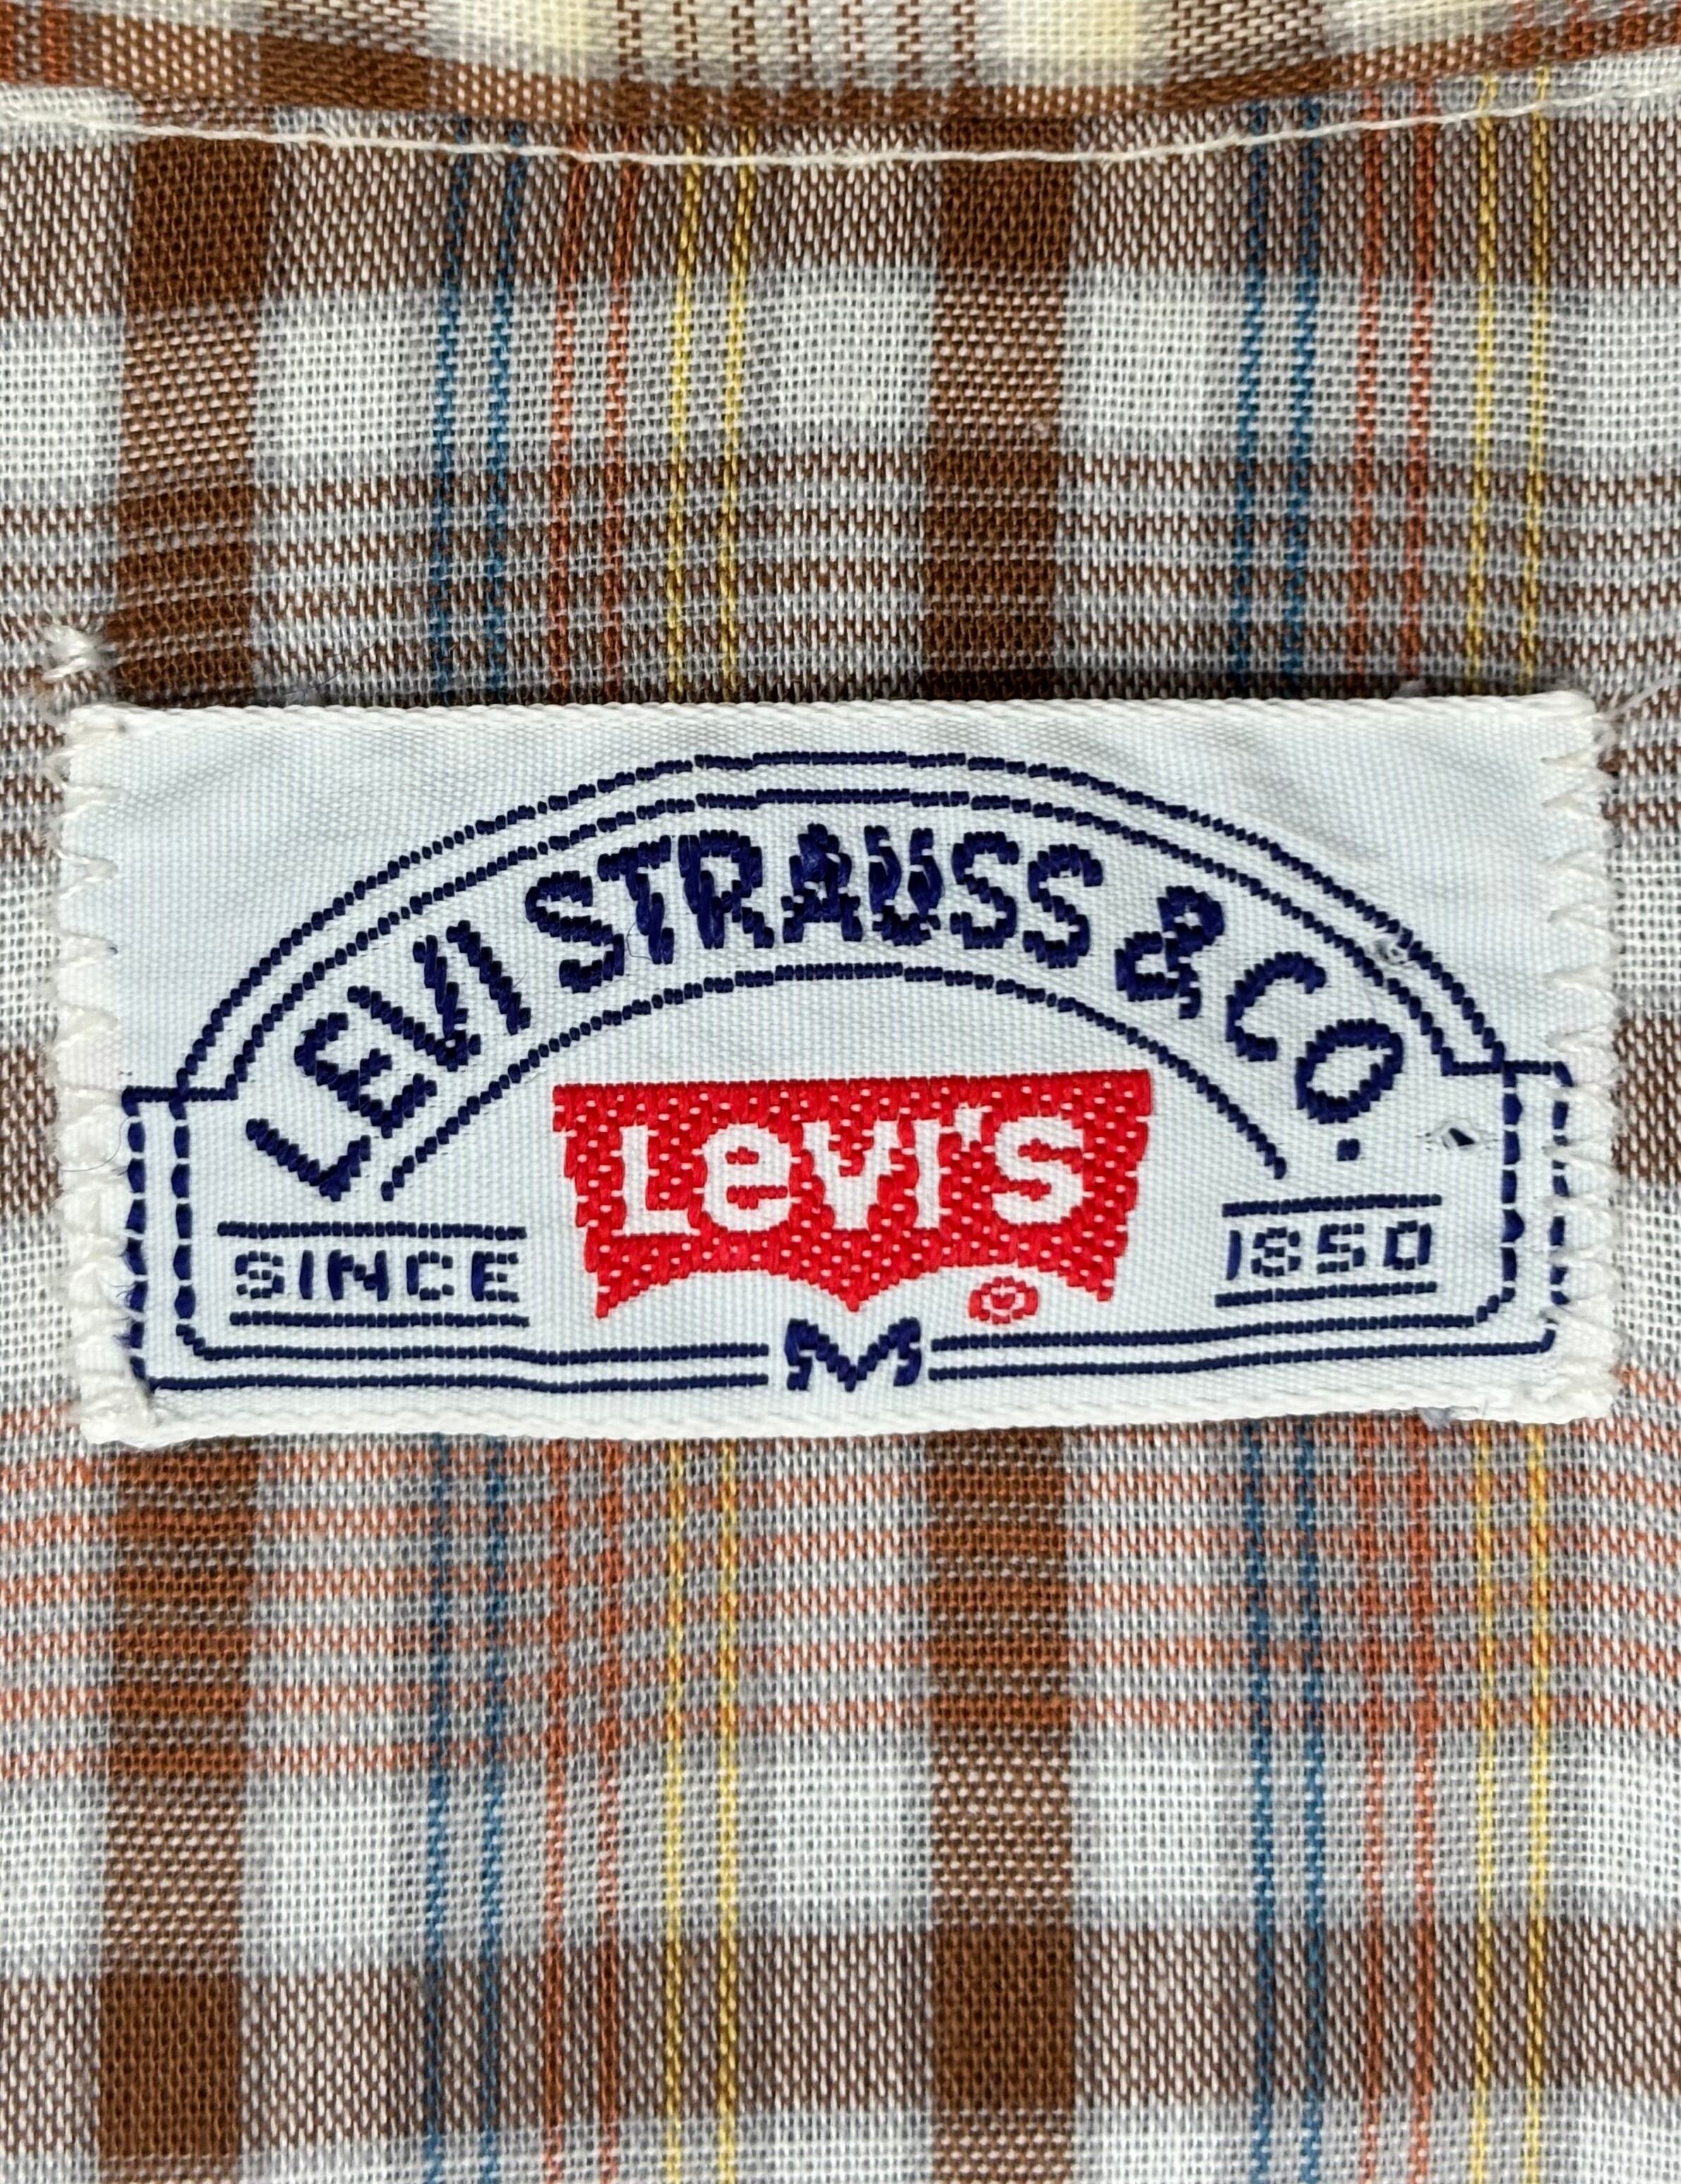 LEVI STRAUSS & CO.
Levi's
SINCE 1850
M